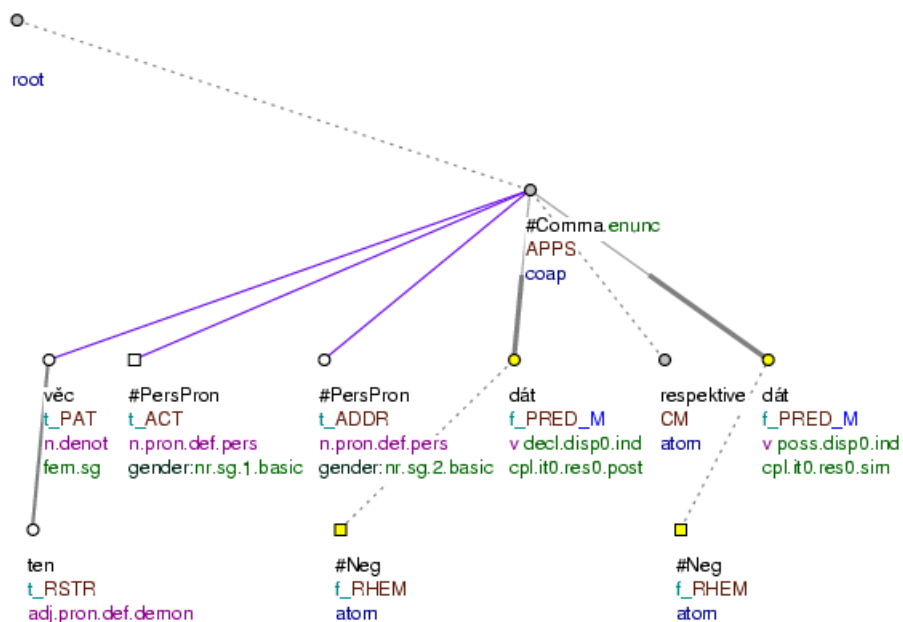 root
#Comma.enunc
APPS
coap
věc
t_PAT
n.denot
fem.sg
#PersPron
t_ACT
n.pron.def.pers
gender:nr.sg.1.basic
#PersPron
t_ADDR
n.pron.def.pers
gender:nr.sg.2.basic
dát
f_PRED_M
v decl.disp0.ind
cpl.it0.res0.post
respektive
CM
atom
dát
f_PRED_M
v poss.disp0.ind
cpl.it0.res0.sim
ten
t_RSTR
adj.pron.def.demon
#Neg
f_RHEM
atom
#Neg
f_RHEM
atom